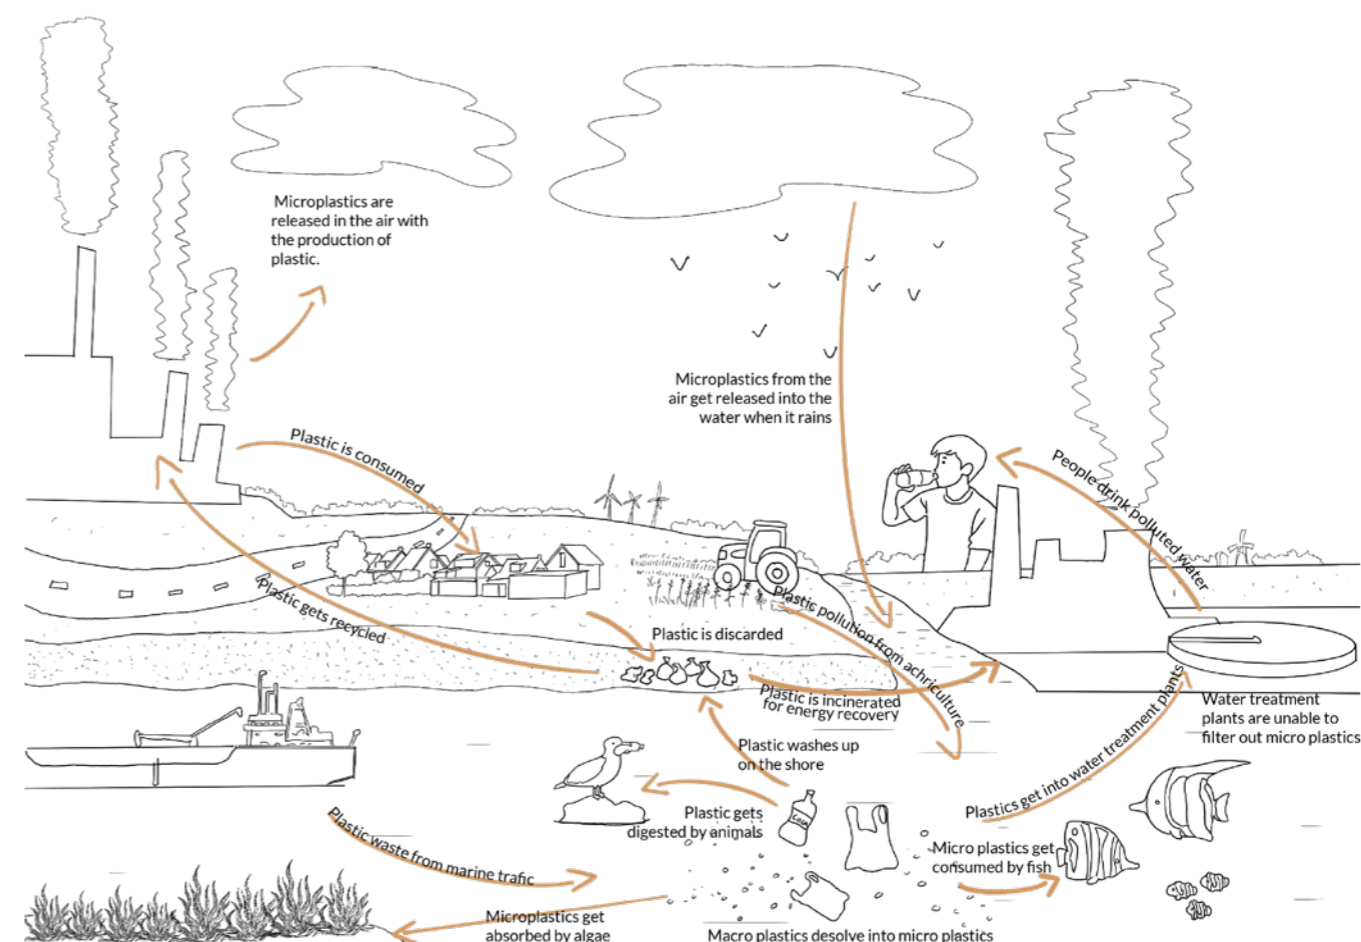 Microplastics are
released in the air with
the production of
plastic.
Microplastics from the
air get released into the
water when it rains
Plastic is consumed
People drink polluted water
Plastic gets recycled
Plastic is discarded
Plastic pollution from achriculture
Plastic is incinerated
for energy recovery
Plastic washes up
on the shore
Water treatment
plants are unable to
filter out micro plastics
Plastics get into water treatment plants
Plastic gets
digested by animals
COLA
Plastic waste from marine trafic
Micro plastics get
consumed by fish
Microplastics get
absorbed by algae
Macro plastics desolve into micro plastics